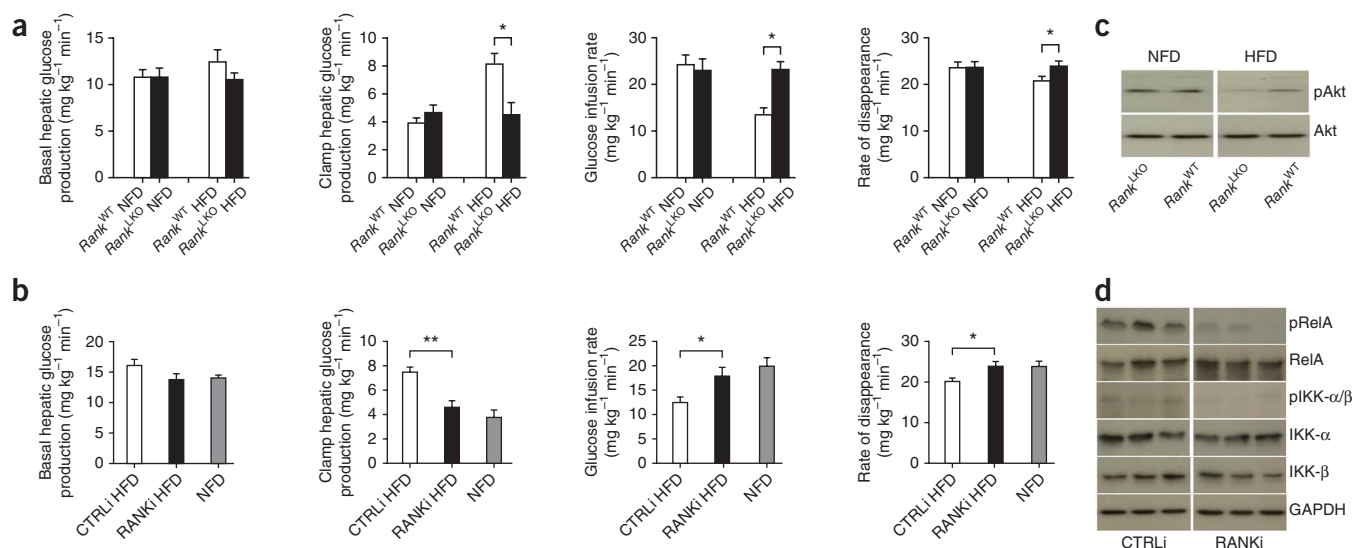 a
Basal hepatic glucose
production (mg kg⁻¹ min⁻¹)
15
10
5
0
Rank^WT NFD
Rank^LKO NFD
Rank^WT HFD
Rank^LKO HFD
Clamp hepatic glucose
production (mg kg⁻¹ min⁻¹)
10
8
6
4
2
0
*
Rank^WT NFD
Rank^LKO NFD
Rank^WT HFD
Rank^LKO HFD
Glucose infusion rate
(mg kg⁻¹ min⁻¹)
30
20
10
0
*
Rank^WT NFD
Rank^LKO NFD
Rank^WT HFD
Rank^LKO HFD
Rate of disappearance
(mg kg⁻¹ min⁻¹)
30
20
10
0
*
Rank^WT NFD
Rank^LKO NFD
Rank^WT HFD
Rank^LKO HFD
c
NFD HFD
pAkt
Akt
Rank^LKO
Rank^WT
Rank^LKO
Rank^WT
b
Basal hepatic glucose
production (mg kg⁻¹ min⁻¹)
20
15
10
5
0
CTRLi HFD
RANKi HFD
NFD
Clamp hepatic glucose
production (mg kg⁻¹ min⁻¹)
10
8
6
4
2
0
**
CTRLi HFD
RANKi HFD
NFD
Glucose infusion rate
(mg kg⁻¹ min⁻¹)
25
20
15
10
5
0
*
CTRLi HFD
RANKi HFD
NFD
Rate of disappearance
(mg kg⁻¹ min⁻¹)
30
20
10
0
*
CTRLi HFD
RANKi HFD
NFD
d
pRelA
RelA
pIKK-α/β
IKK-α
IKK-β
GAPDH
CTRLi RANKi